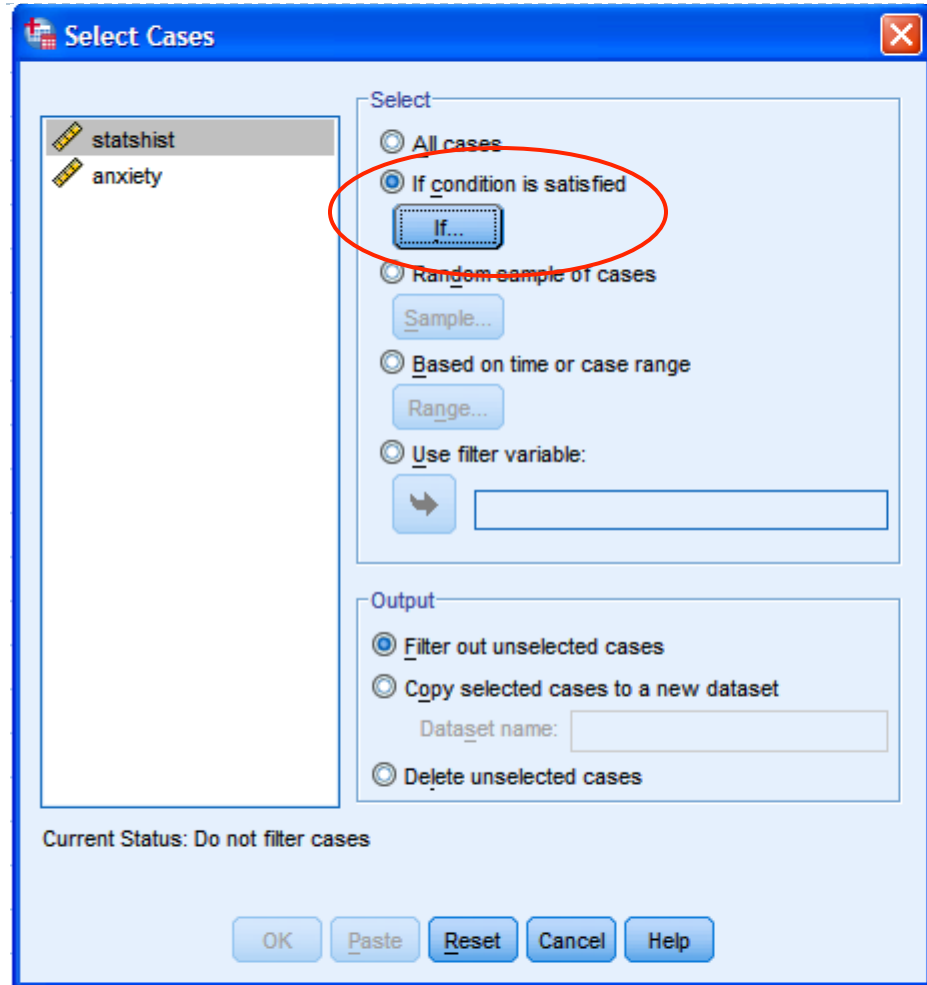 Select Cases
statshist
anxiety
Select
All cases
If condition is satisfied
If...
Random sample of cases
Sample...
Based on time or case range
Range...
Use filter variable:
Output
Filter out unselected cases
Copy selected cases to a new dataset
Dataset name:
Delete unselected cases
Current Status: Do not filter cases
OK Paste Reset Cancel Help